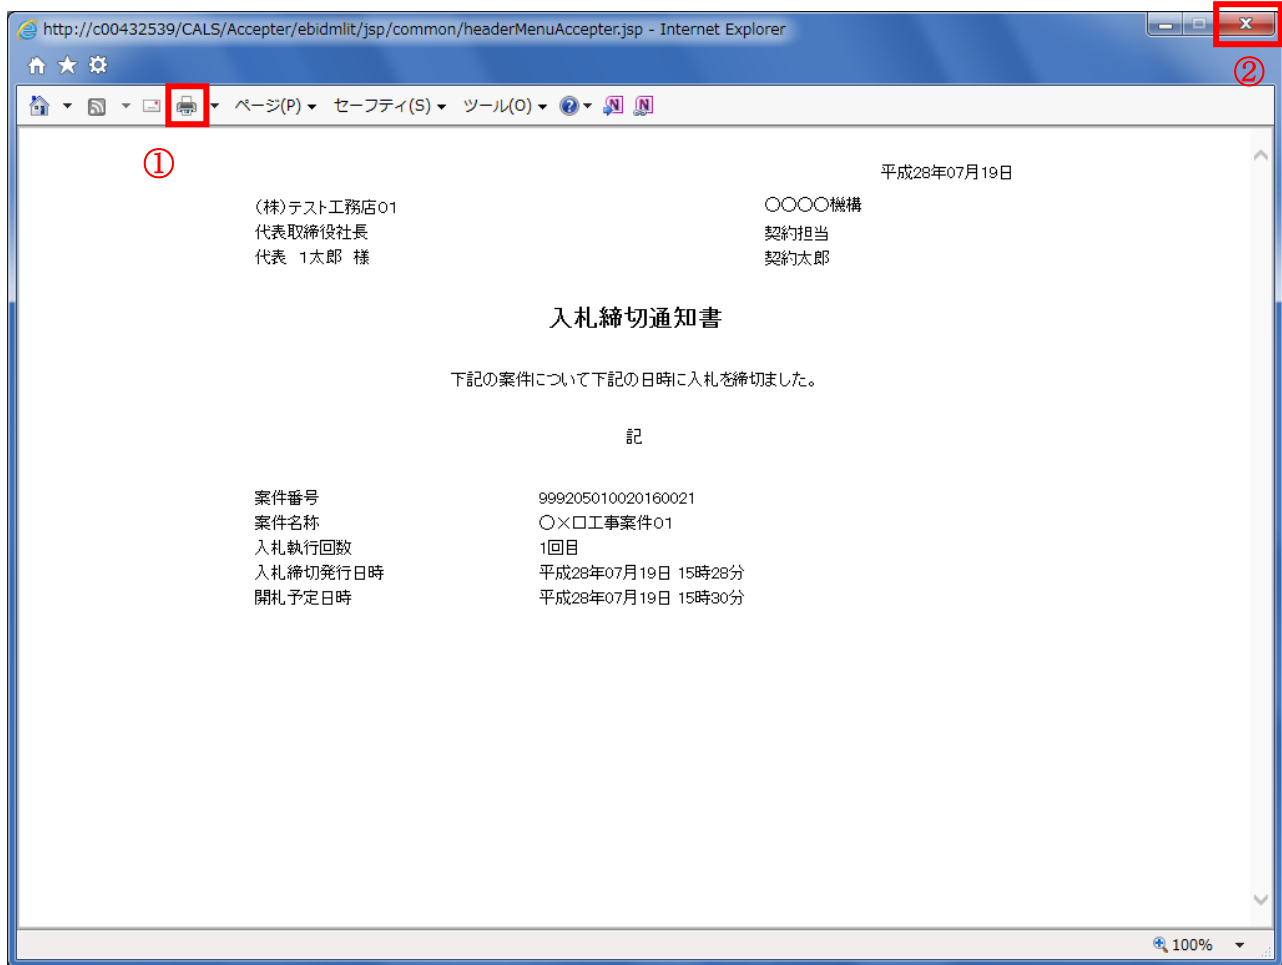 http://c00432539/CALS/Accepter/ebidmlit/jsp/common/headerMenuAccepter.jsp - Internet Explorer
②
ページ(P) セーフティ(S) ツール(O)
①
平成28年07月19日
(株)テスト工務店01
〇〇〇〇機構
代表取締役社長
契約担当
代表 1太郎 様
契約太郎
入札締切通知書
下記の案件について下記の日時に入札を締切ました。
記
案件番号 999205010020160021
案件名称 〇×口工事案件01
入札執行回数 1回目
入札締切発行日時 平成28年07月19日 15時28分
開札予定日時 平成28年07月19日 15時30分
100%